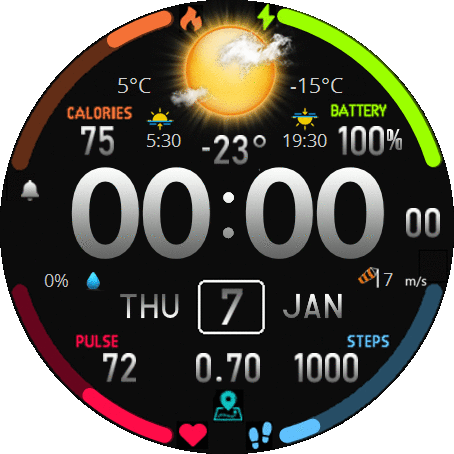 5°C -15°C
CALORIES BATTERY
75 5:30 -23° 19:30 100%
00:00 00
0% 7 m/s
THU 7 JAN
PULSE STEPS
72 0.70 1000